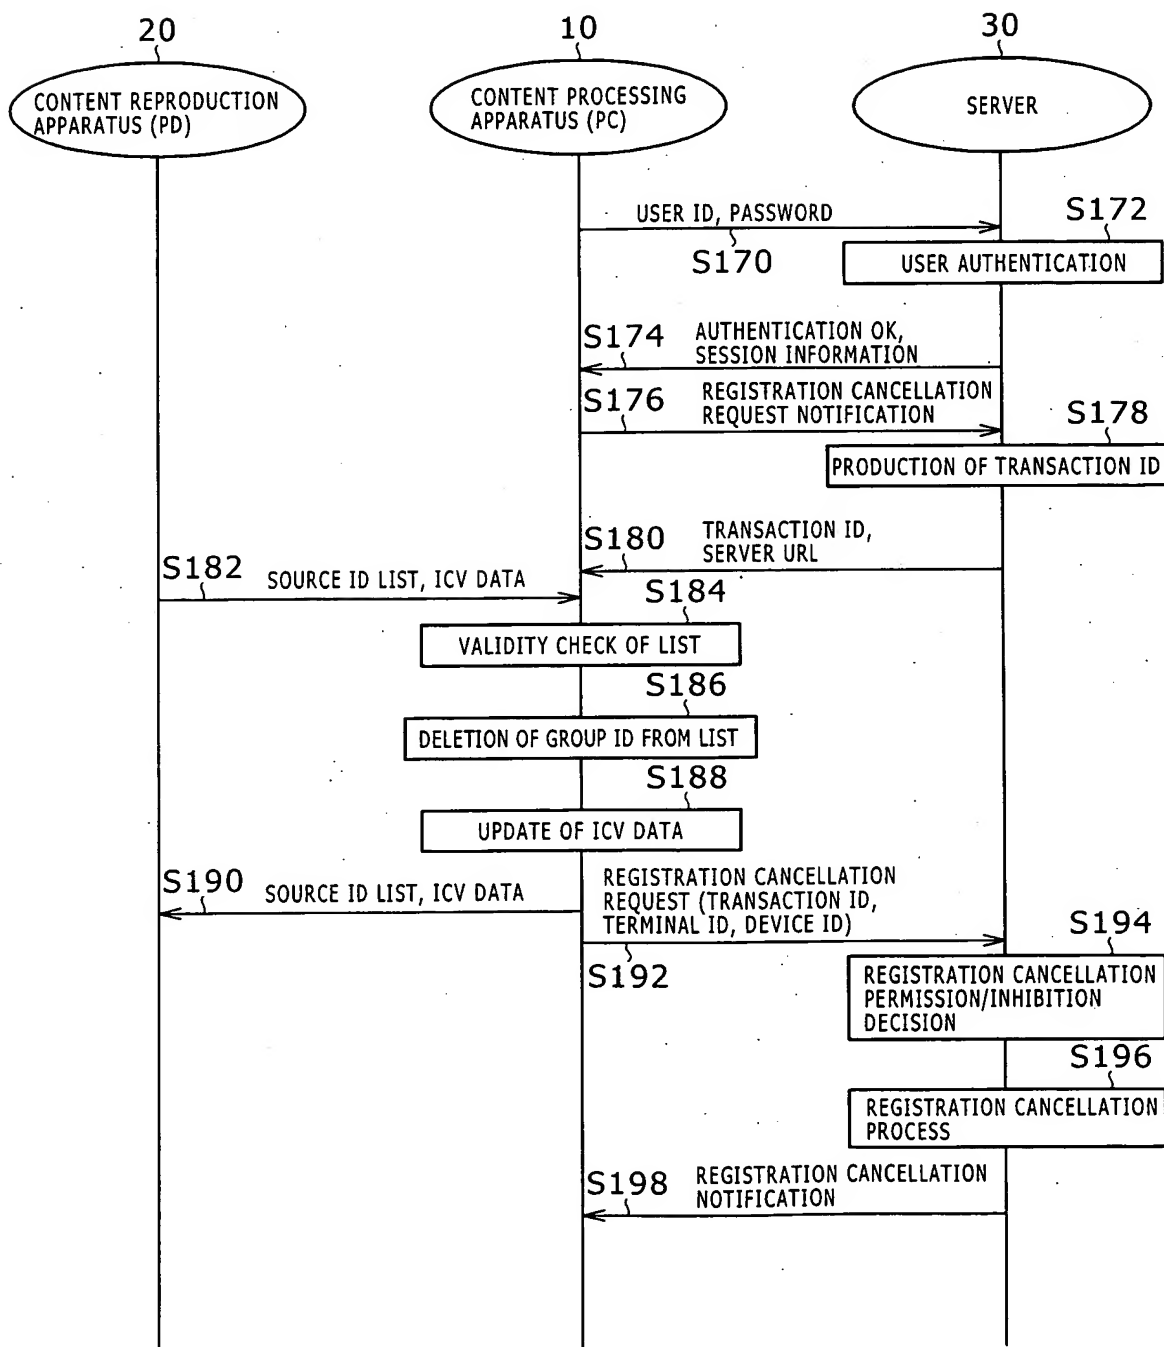 20
10
30
CONTENT REPRODUCTION
APPARATUS (PD)
CONTENT PROCESSING
APPARATUS (PC)
SERVER
USER ID, PASSWORD
S170
S172
USER AUTHENTICATION
S174
AUTHENTICATION OK,
SESSION INFORMATION
S176
REGISTRATION CANCELLATION
REQUEST NOTIFICATION
S178
PRODUCTION OF TRANSACTION ID
S180
TRANSACTION ID,
SERVER URL
S182
SOURCE ID LIST, ICV DATA
S184
VALIDITY CHECK OF LIST
S186
DELETION OF GROUP ID FROM LIST
S188
UPDATE OF ICV DATA
S190
SOURCE ID LIST, ICV DATA
REGISTRATION CANCELLATION
REQUEST (TRANSACTION ID,
TERMINAL ID, DEVICE ID)
S192
S194
REGISTRATION CANCELLATION
PERMISSION/INHIBITION
DECISION
S196
REGISTRATION CANCELLATION
PROCESS
S198
REGISTRATION CANCELLATION
NOTIFICATION